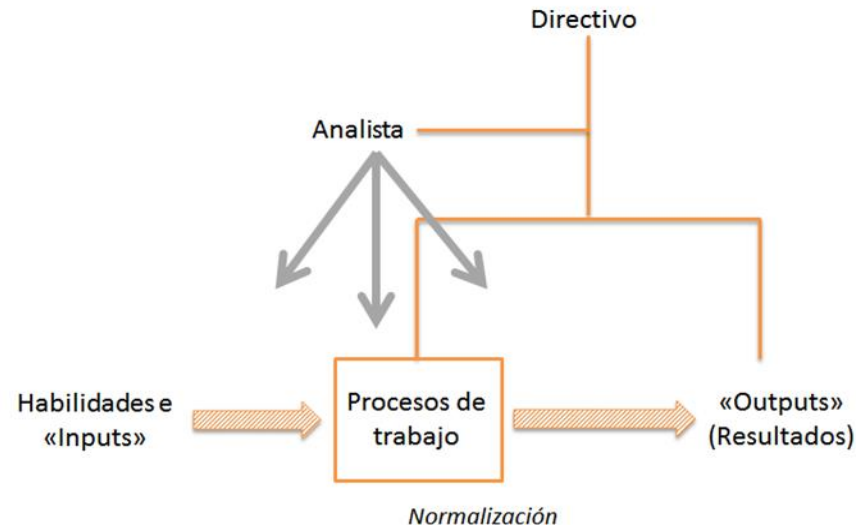 Directivo
Analista
Habilidades e
«Inputs»
Procesos de
trabajo
«Outputs»
(Resultados)
Normalización